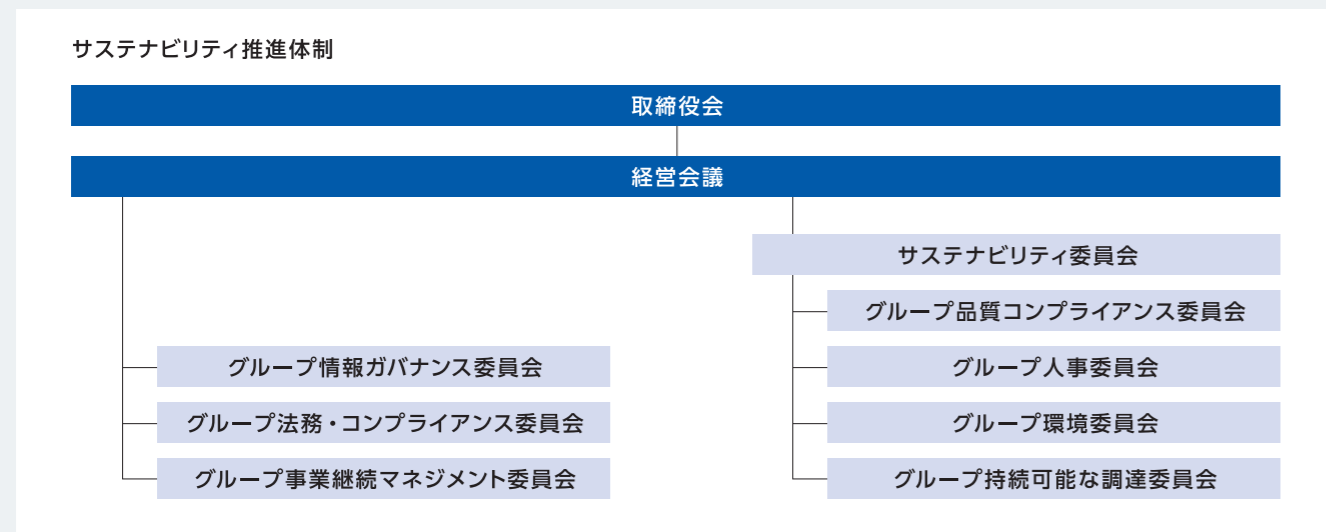 サステナビリティ推進体制
取締役会
経営会議
サステナビリティ委員会
グループ品質コンプライアンス委員会
グループ情報ガバナンス委員会
グループ人事委員会
グループ法務・コンプライアンス委員会
グループ環境委員会
グループ事業継続マネジメント委員会
グループ持続可能な調達委員会